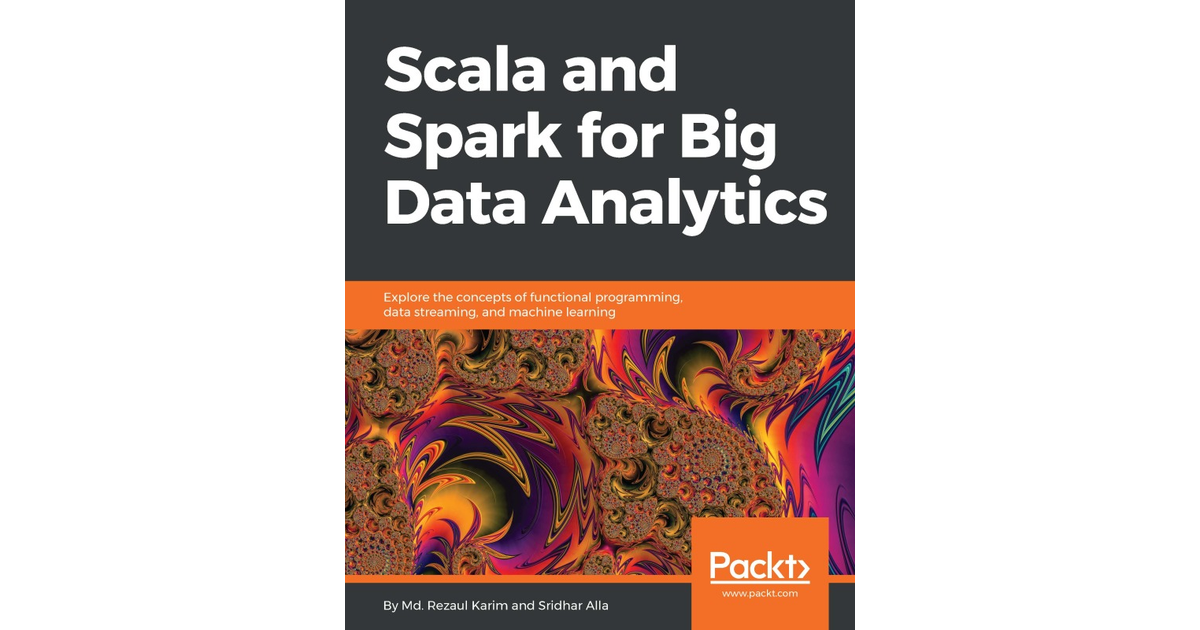 Scala and
Spark for Big
Data Analytics
Explore the concepts of functional programming,
data streaming, and machine learning
Packt>
www.packt.com
By Md. Rezaul Karim and Sridhar Alla